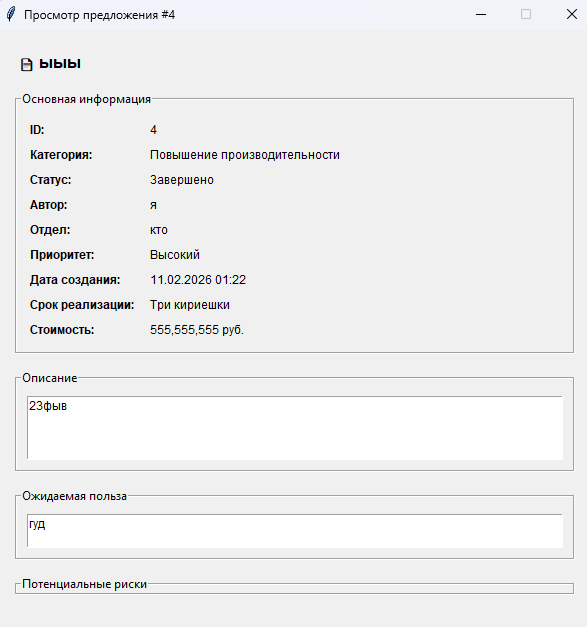 Просмотр предложения #4
ыыы
Основная информация
ID: 4
Категория: Повышение производительности
Статус: Завершено
Автор: я
Отдел: кто
Приоритет: Высокий
Дата создания: 11.02.2026 01:22
Срок реализации: Три кириешки
Стоимость: 555,555,555 руб.
Описание
23фыв
Ожидаемая польза
гуд
Потенциальные риски